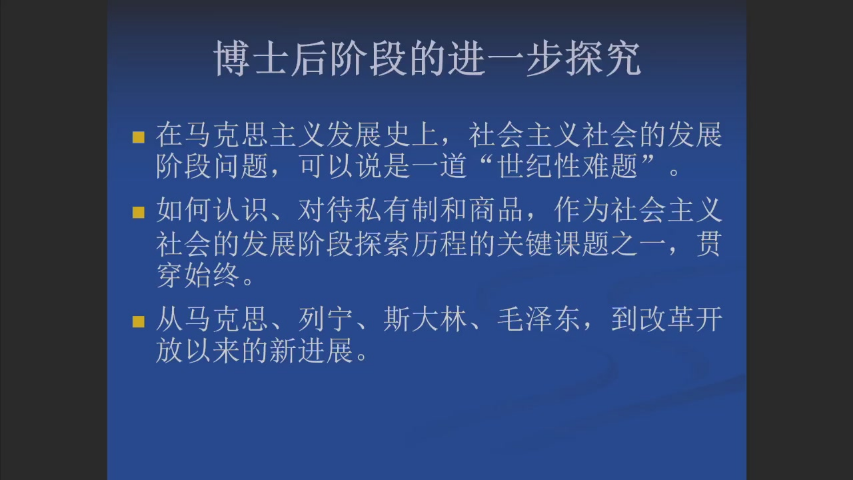 博士后阶段的进一步探究
在马克思主义发展史上，社会主义社会的发展
阶段问题，可以说是一道“世纪性难题”。
如何认识、对待私有制和商品，作为社会主义
社会的发展阶段探索历程的关键课题之一，贯
穿始终。
从马克思、列宁、斯大林、毛泽东，到改革开
放以来的新进展。